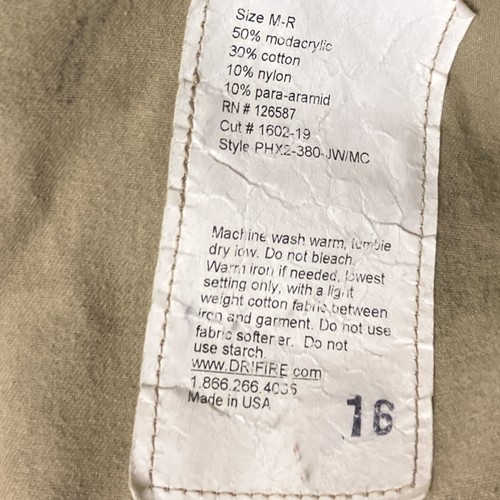 Size M-R
50% modacrylic
30% cotton
10% nylon
10% para-aramid
RN # 126587
Cut # 1602-19
Style PHX2-380-JW/MC
Machine wash warm, tumble
dry low. Do not bleach.
Warm iron if needed, lowest
setting only, with a light
weight cotton fabric between
iron and garment. Do not use
fabric softener. Do not
use starch.
www.DRIFIRE.com
1.866.266.4035
Made in USA
16